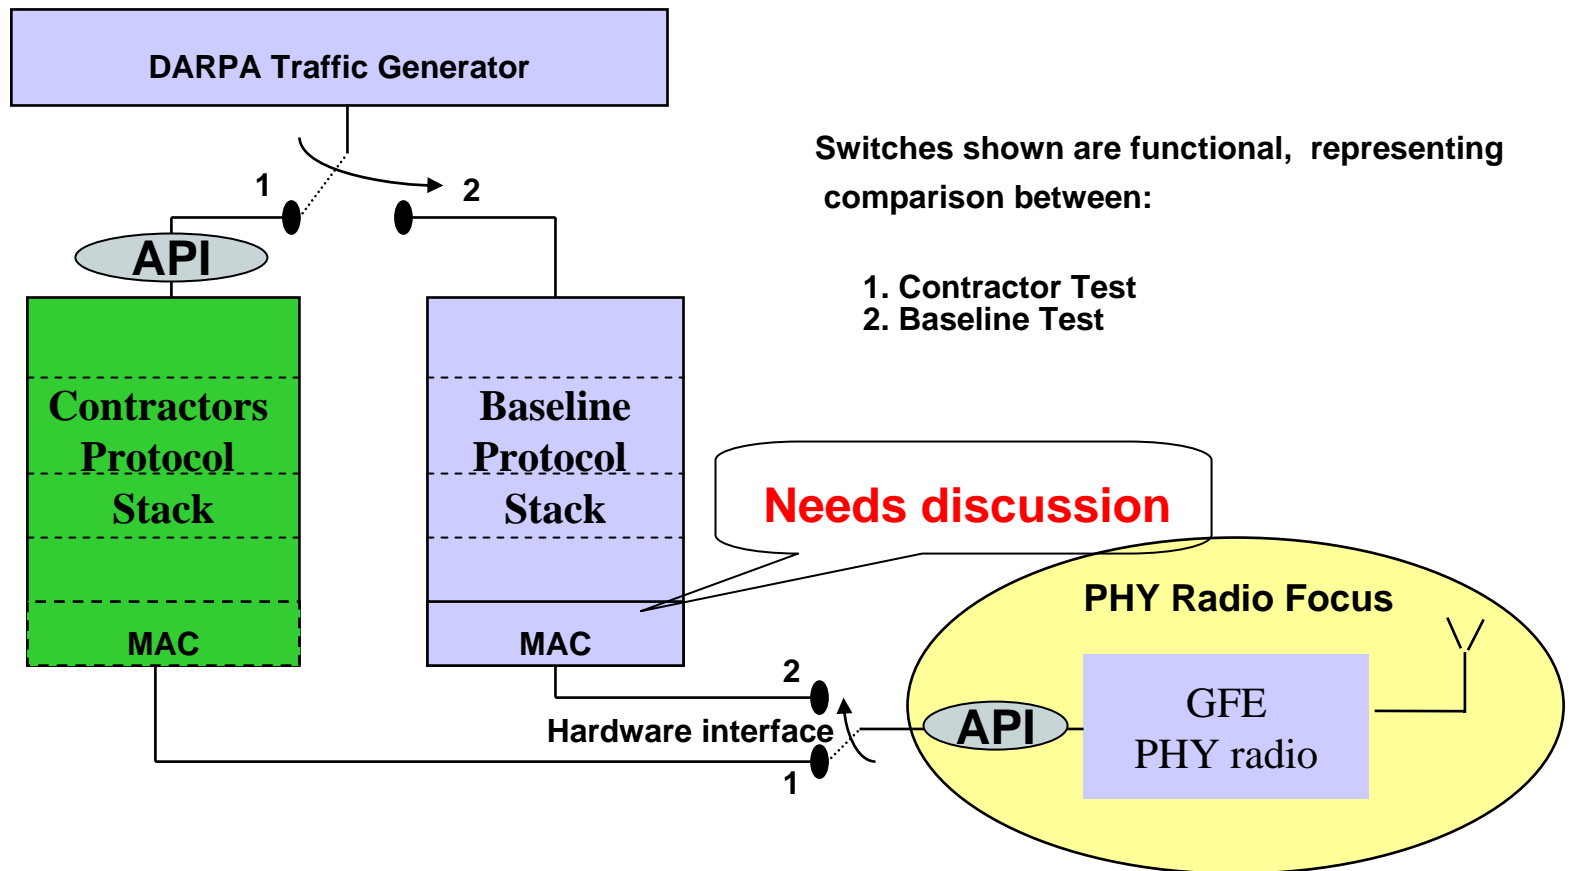 DARPA Traffic Generator
Switches shown are functional, representing
comparison between:
1. Contractor Test
2. Baseline Test
1
2
API
Contractors
Protocol
Stack
MAC
Baseline
Protocol
Stack
MAC
Needs discussion
PHY Radio Focus
2
Hardware interface
1
API
GFE
PHY radio